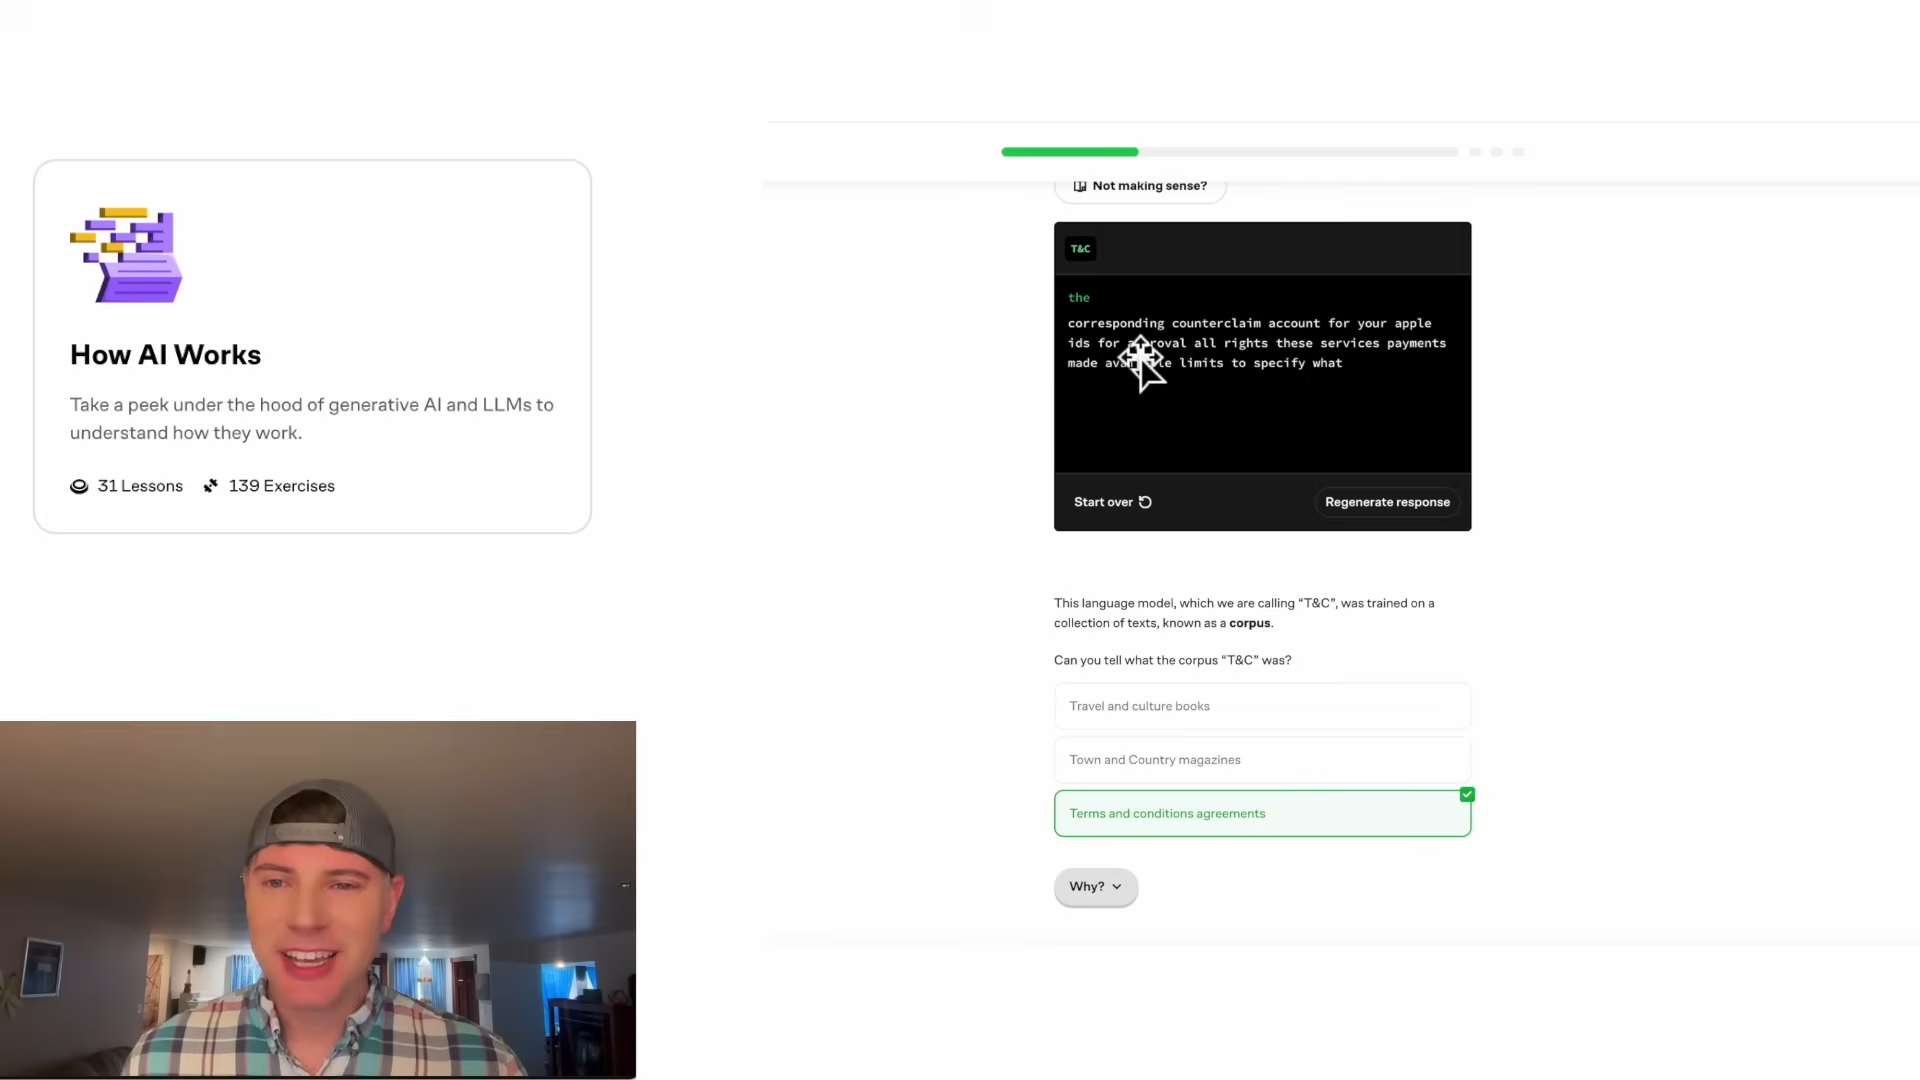 How AI Works
Take a peek under the hood of generative AI and LLMs to
understand how they work.
31 Lessons 139 Exercises
Not making sense?
T&C
the
corresponding counterclaim account for your apple
ids for all rights these services payments
made limits to specify what
Start over
Regenerate response
This language model, which we are calling “T&C”, was trained on a
collection of texts, known as a corpus.
Can you tell what the corpus “T&C” was?
Travel and culture books
Town and Country magazines
Terms and conditions agreements
Why?